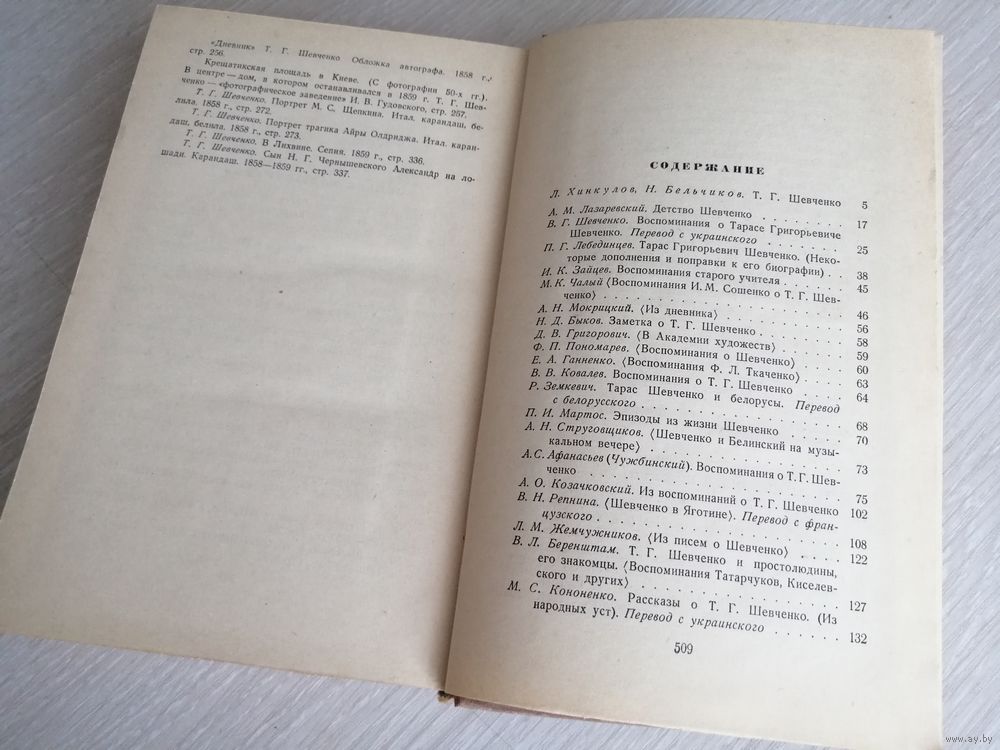 «Дневник» Т. Г. Шевченко Обложка автографа. 1858 г.,
стр. 256.
Крещатикская площадь в Киеве. (С фотографии 50-х гг.).
В центре — дом, в котором останавливался в 1859 г. Т. Г. Шев-
ченко — «фотографическое заведение» И. В. Гудовского, стр. 257.
Т. Г. Шевченко. Портрет М. С. Щепкина. Итал. карандаш, бе-
лила. 1858 г., стр. 272.
Т. Г. Шевченко. Портрет трагика Айры Олдриджа. Итал. каран-
даш, белила. 1858 г., стр. 273.
Т. Г. Шевченко. В Лихвине. Сепия. 1859 г., стр. 336.
Т. Г. Шевченко. Сын Н. Г. Чернышевского Александр на ло-
шади. Карандаш. 1858—1859 гг., стр. 337.
СОДЕРЖАНИЕ
Л. Хинкулов, Н. Бельчиков. Т. Г. Шевченко 5
А. М. Лазаревский. Детство Шевченко . . . . . . . 17
В. Г. Шевченко. Воспоминания о Тарасе Григорьевиче
Шевченко. Перевод с украинского . . . . . . . 25
П. Г. Лебединцев. Тарас Григорьевич Шевченко. (Неко-
торые дополнения и поправки к его биографии) . . 38
И. К. Зайцев. Воспоминания старого учителя . . . . 45
М. К. Чалый ⟨Воспоминания И. М. Сошенко о Т. Г. Шев-
ченко⟩ . . . . . . . . . . . . . . . . . 46
А. Н. Мокрицкий. ⟨Из дневника⟩ . . . . . . . . 56
Н. Д. Быков. Заметка о Т. Г. Шевченко . . . . . . 58
Д. В. Григорович. ⟨В Академии художеств⟩ . . . . . 59
Ф. П. Пономарев. ⟨Воспоминания о Шевченко⟩ . . . . 60
Е. А. Ганненко. ⟨Воспоминания Ф. Л. Ткаченко⟩ . . . 63
В. В. Ковалев. Воспоминания о Т. Г. Шевченко . . . . 64
Р. Земкевич. Тарас Шевченко и белорусы. Перевод
с белорусского . . . . . . . . . . . . . 68
П. И. Мартос. Эпизоды из жизни Шевченко . . . . . 70
А. Н. Струговщиков. ⟨Шевченко и Белинский на музы-
кальном вечере⟩ . . . . . . . . . . . . . 73
А. С. Афанасьев (Чужбинский). Воспоминания о Т. Г. Шев-
ченко . . . . . . . . . . . . . . . . . 75
А. О. Козачковский. Из воспоминаний о Т. Г. Шевченко 102
В. Н. Репнина. ⟨Шевченко в Яготине⟩. Перевод с фран-
цузского . . . . . . . . . . . . . . . . 108
Л. М. Жемчужников. ⟨Из писем о Шевченко⟩ . . . . 122
В. Л. Беренштам. Т. Г. Шевченко и простолюдины,
его знакомцы. ⟨Воспоминания Татарчуков, Киселев-
ского и других⟩ . . . . . . . . . . . . . 127
М. С. Кононенко. Рассказы о Т. Г. Шевченко. (Из
народных уст). Перевод с украинского . . . . . . 132
509
www.ay.by